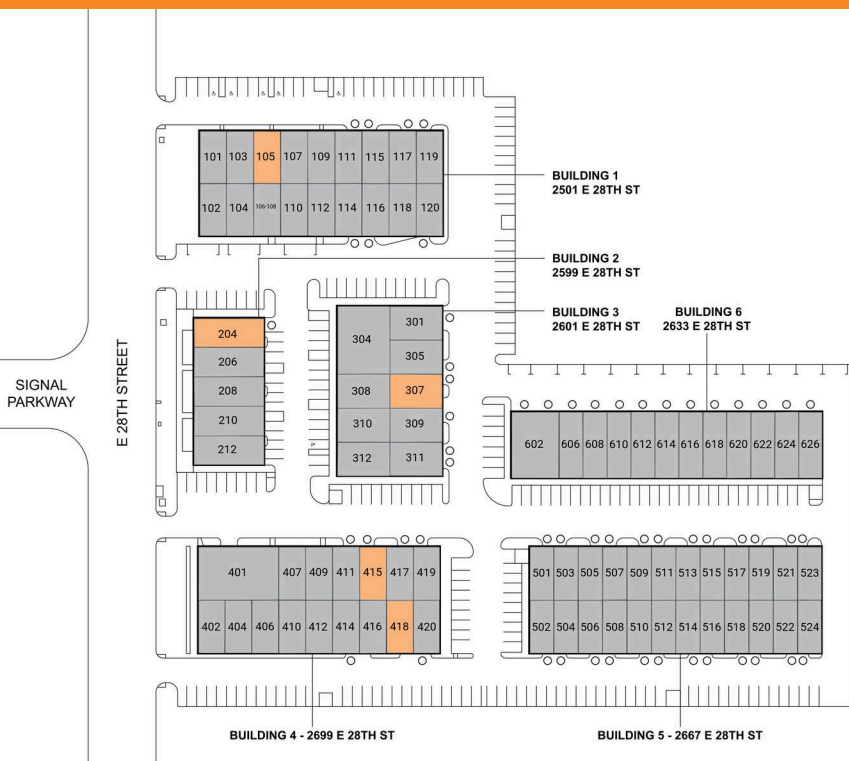 101 103 105 107 109 111 115 117 119
102 104 106-108 110 112 114 116 118 120
BUILDING 1
2501 E 28TH ST
BUILDING 2
2599 E 28TH ST
BUILDING 3
2601 E 28TH ST
BUILDING 6
2633 E 28TH ST
204
206
208
210
212
304
301
305
308
307
310
309
312
311
SIGNAL
PARKWAY
E 28TH STREET
602 606 608 610 612 614 616 618 620 622 624 626
401 407 409 411 415 417 419
402 404 406 410 412 414 416 418 420
501 503 505 507 509 511 513 515 517 519 521 523
502 504 506 508 510 512 514 516 518 520 522 524
BUILDING 4 - 2699 E 28TH ST
BUILDING 5 - 2667 E 28TH ST